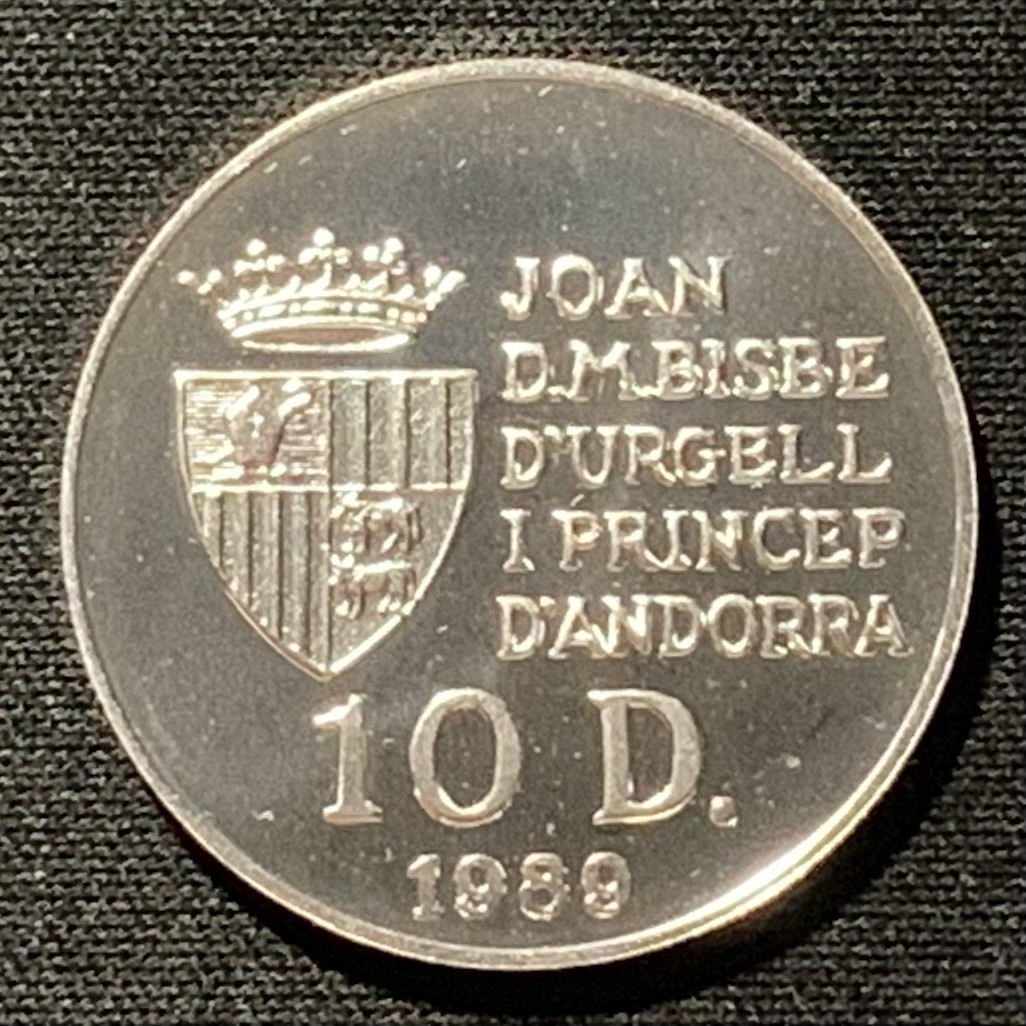 JOAN
D.M.BISBE
D'URGELL
I PRINCEP
D'ANDORRA
10 D.
1989